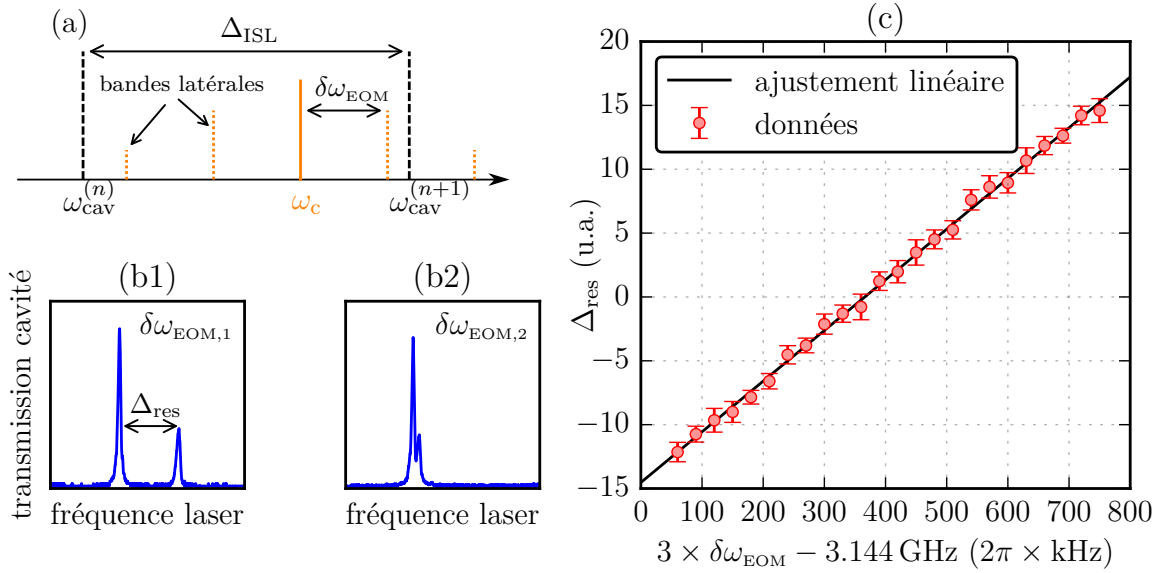 (a)
Δ_ISL
bandes latérales
δω_EOM
ω_cav^(n)
ω_c
ω_cav^(n+1)
(b1)
(b2)
transmission cavité
δω_EOM,1
Δ_res
δω_EOM,2
fréquence laser
fréquence laser
(c)
ajustement linéaire
données
Δ_res (u.a.)
20
15
10
5
0
−5
−10
−15
0 100 200 300 400 500 600 700 800
3 × δω_EOM − 3.144 GHz (2π × kHz)